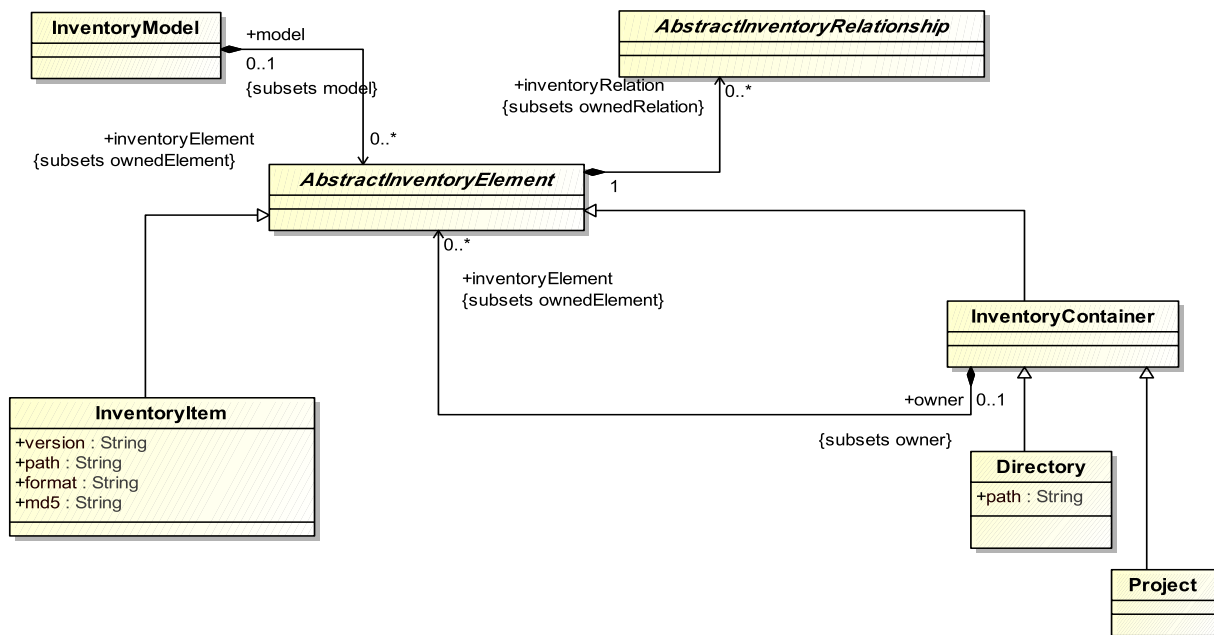 InventoryModel
AbstractInventoryRelationship
+model
0..1
{subsets model}
+inventoryRelation
0..*
{subsets ownedRelation}
+inventoryElement
{subsets ownedElement}
0..*
AbstractInventoryElement
1
0..*
+inventoryElement
{subsets ownedElement}
InventoryContainer
+owner
0..1
{subsets owner}
InventoryItem
+version : String
+path : String
+format : String
+md5 : String
Directory
+path : String
Project